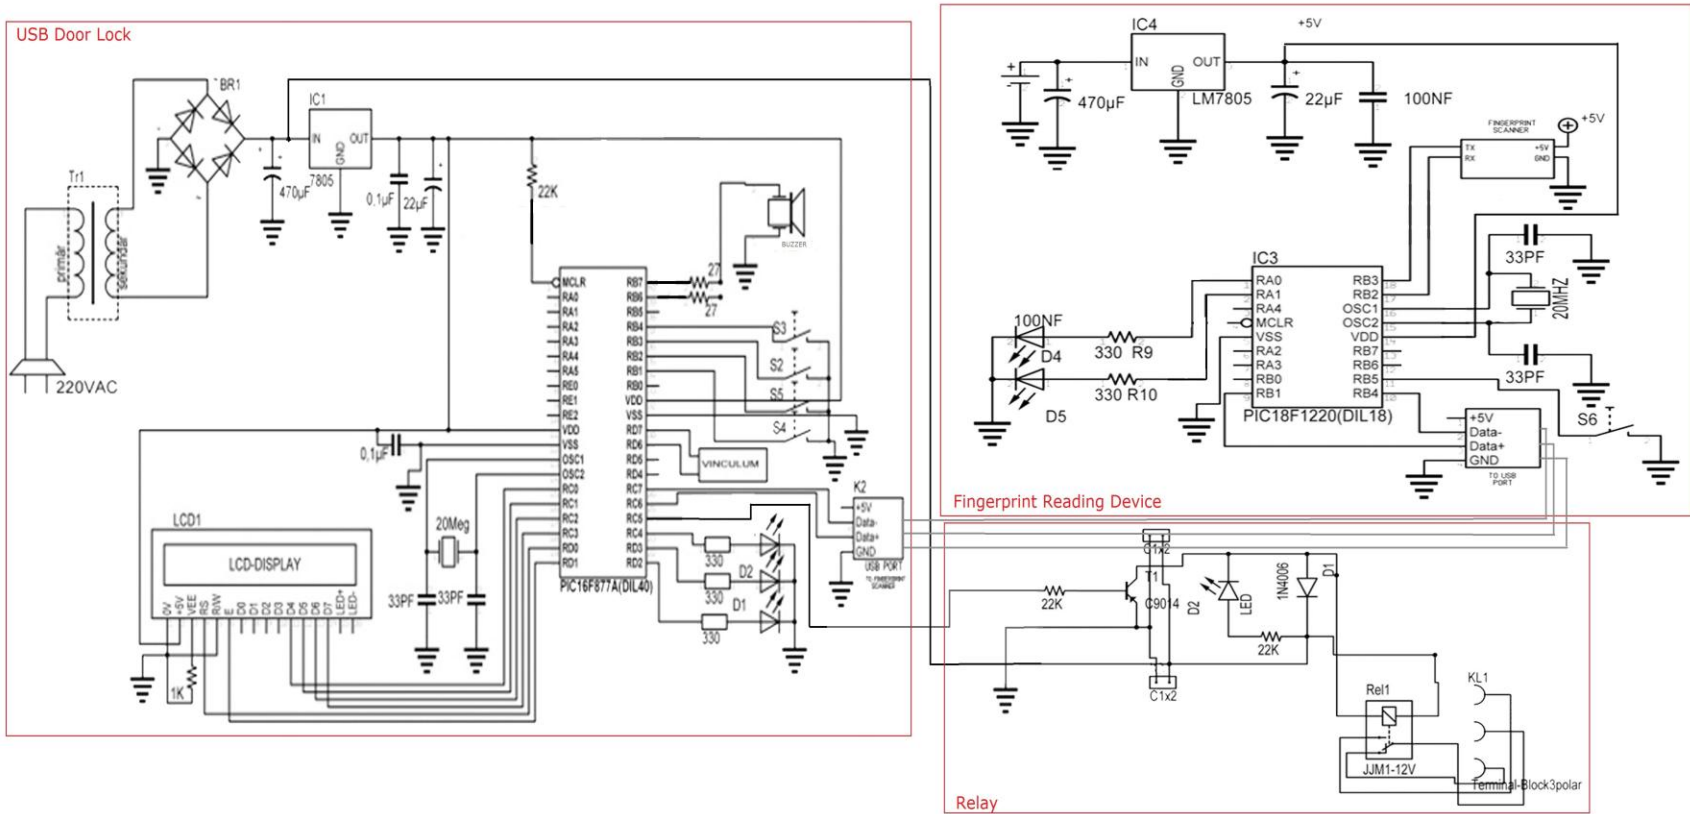 USB Door Lock
BR1
IC1
IN
OUT
GND
7805
470µF
0,1µF
22µF
22K
Tr1
primär
sekundär
220VAC
BUZZER
27
27
S3
S2
S5
S4
MCLR
RA0
RA1
RA2
RA3
RA4
RA5
RE0
RE1
RE2
VDD
VSS
OSC1
OSC2
RC0
RC1
RC2
RC3
RD0
RD1
RB7
RB6
RB5
RB4
RB3
RB2
RB1
RB0
VDD
VSS
RD7
RD6
RD5
RD4
RC7
RC6
RC5
RC4
RD3
RD2
PIC16F877A(DIL40)
VINCULUM
0,1µF
20Meg
33PF
33PF
LCD1
LCD-DISPLAY
0V
+5V
VEE
RS
R/W
E
D0
D1
D2
D3
D4
D5
D6
D7
LED+
LED-
1K
330
D2
330
D1
330
K2
+5V
Data-
Data+
GND
USB PORT
TO FINGERPRINT
SCANNER
IC4
+5V
IN
OUT
GND
LM7805
+
-
470µF
22µF
100NF
FINGERPRINT
SCANNER
TX
RX
+5V
GND
+5V
IC3
RA0
RA1
RA4
MCLR
VSS
RA2
RA3
RB0
RB1
RB3
RB2
OSC1
OSC2
VDD
RB7
RB6
RB5
RB4
PIC18F1220(DIL18)
100NF
D4
D5
330 R9
330 R10
33PF
20MHZ
33PF
S6
+5V
Data-
Data+
GND
TO USB
PORT
Fingerprint Reading Device
C1x2
T1
C9014
22K
D2
LED
1N4006
D1
22K
C1x2
Rel1
JJM1-12V
KL1
Terminal-Block3polar
Relay